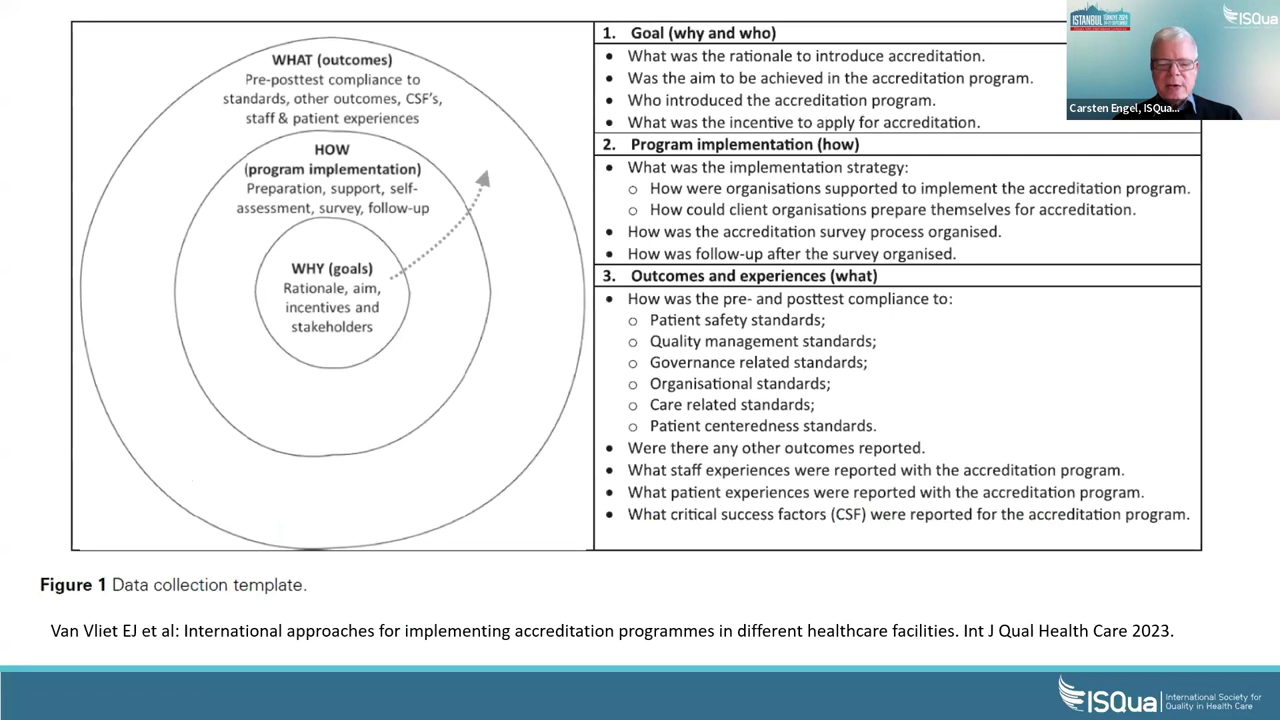 WHAT (outcomes)
Pre-posttest compliance to
standards, other outcomes, CSF's,
staff & patient experiences
HOW
(program implementation)
Preparation, support, self-
assessment, survey, follow-up
WHY (goals)
Rationale, aim,
incentives and
stakeholders
1. Goal (why and who)
• What was the rationale to introduce accreditation.
• Was the aim to be achieved in the accreditation program.
• Who introduced the accreditation program.
• What was the incentive to apply for accreditation.
2. Program implementation (how)
• What was the implementation strategy:
o How were organisations supported to implement the accreditation program.
o How could client organisations prepare themselves for accreditation.
• How was the accreditation survey process organised.
• How was follow-up after the survey organised.
3. Outcomes and experiences (what)
• How was the pre- and posttest compliance to:
o Patient safety standards;
o Quality management standards;
o Governance related standards;
o Organisational standards;
o Care related standards;
o Patient centeredness standards.
• Were there any other outcomes reported.
• What staff experiences were reported with the accreditation program.
• What patient experiences were reported with the accreditation program.
• What critical success factors (CSF) were reported for the accreditation program.
ISTANBUL
ISQua
Carsten Engel, ISQua...
Figure 1 Data collection template.
Van Vliet EJ et al: International approaches for implementing accreditation programmes in different healthcare facilities. Int J Qual Health Care 2023.
ISQua
International Society for
Quality in Health Care